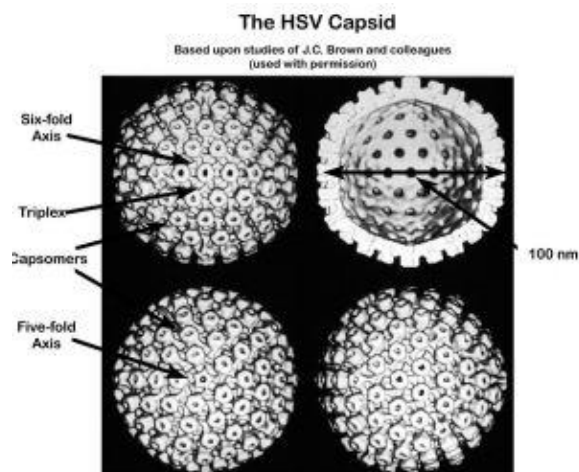 The HSV Capsid
Based upon studies of J.C. Brown and colleagues
(used with permission)
Six-fold
Axis
Triplex
Capsomers
100 nm
Five-fold
Axis